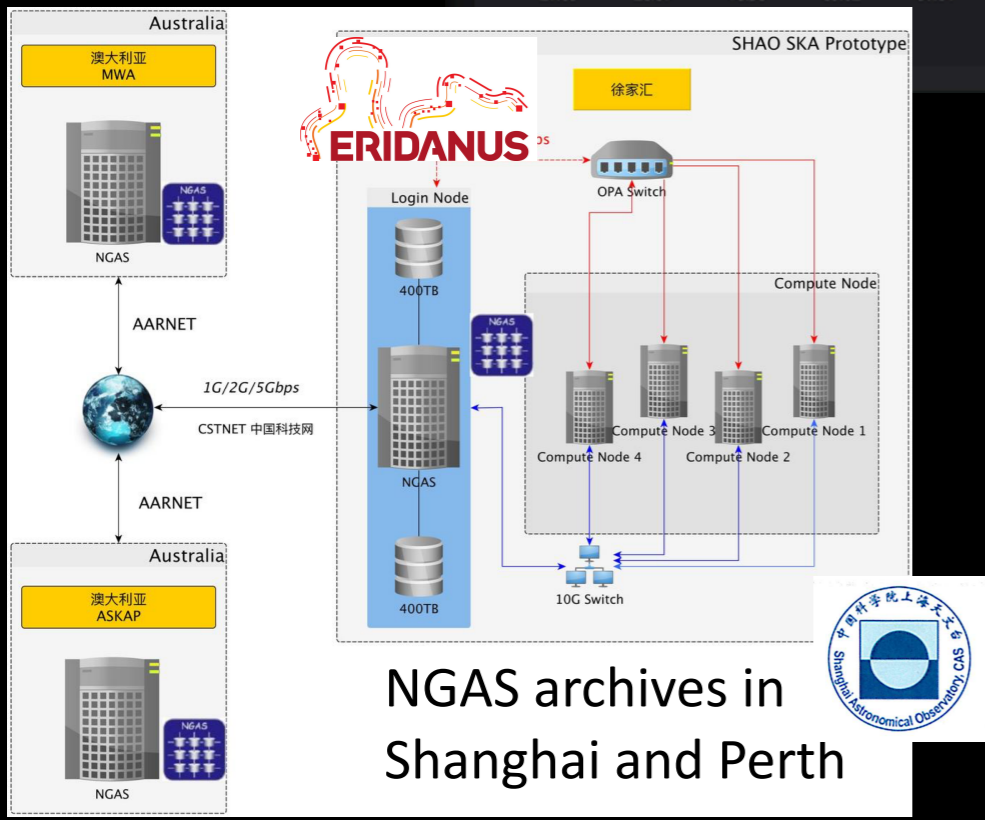 Australia
澳大利亚
MWA
NGAS
NGAS
AARNET
1G/2G/5Gbps
CSTNET 中国科技网
AARNET
Australia
澳大利亚
ASKAP
NGAS
NGAS
SHAO SKA Prototype
ERIDANUS
徐家汇
OPA Switch
Login Node
400TB
NGAS
NGAS
400TB
Compute Node
Compute Node 3
Compute Node 1
Compute Node 4
Compute Node 2
10G Switch
中国科学院上海天文台
Shanghai Astronomical Observatory, CAS
NGAS archives in
Shanghai and Perth